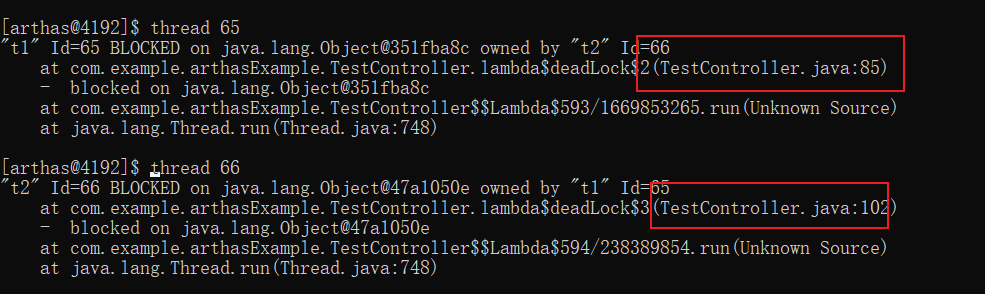 [arthas@4192]$ thread 65
"t1" Id=65 BLOCKED on java.lang.Object@351fba8c owned by "t2" Id=66
at com.example.arthasExample.TestController.lambda$deadLock$2(TestController.java:85)
- blocked on java.lang.Object@351fba8c
at com.example.arthasExample.TestController$$Lambda$593/1669853265.run(Unknown Source)
at java.lang.Thread.run(Thread.java:748)
[arthas@4192]$ thread 66
"t2" Id=66 BLOCKED on java.lang.Object@47a1050e owned by "t1" Id=65
at com.example.arthasExample.TestController.lambda$deadLock$3(TestController.java:102)
- blocked on java.lang.Object@47a1050e
at com.example.arthasExample.TestController$$Lambda$594/238389854.run(Unknown Source)
at java.lang.Thread.run(Thread.java:748)